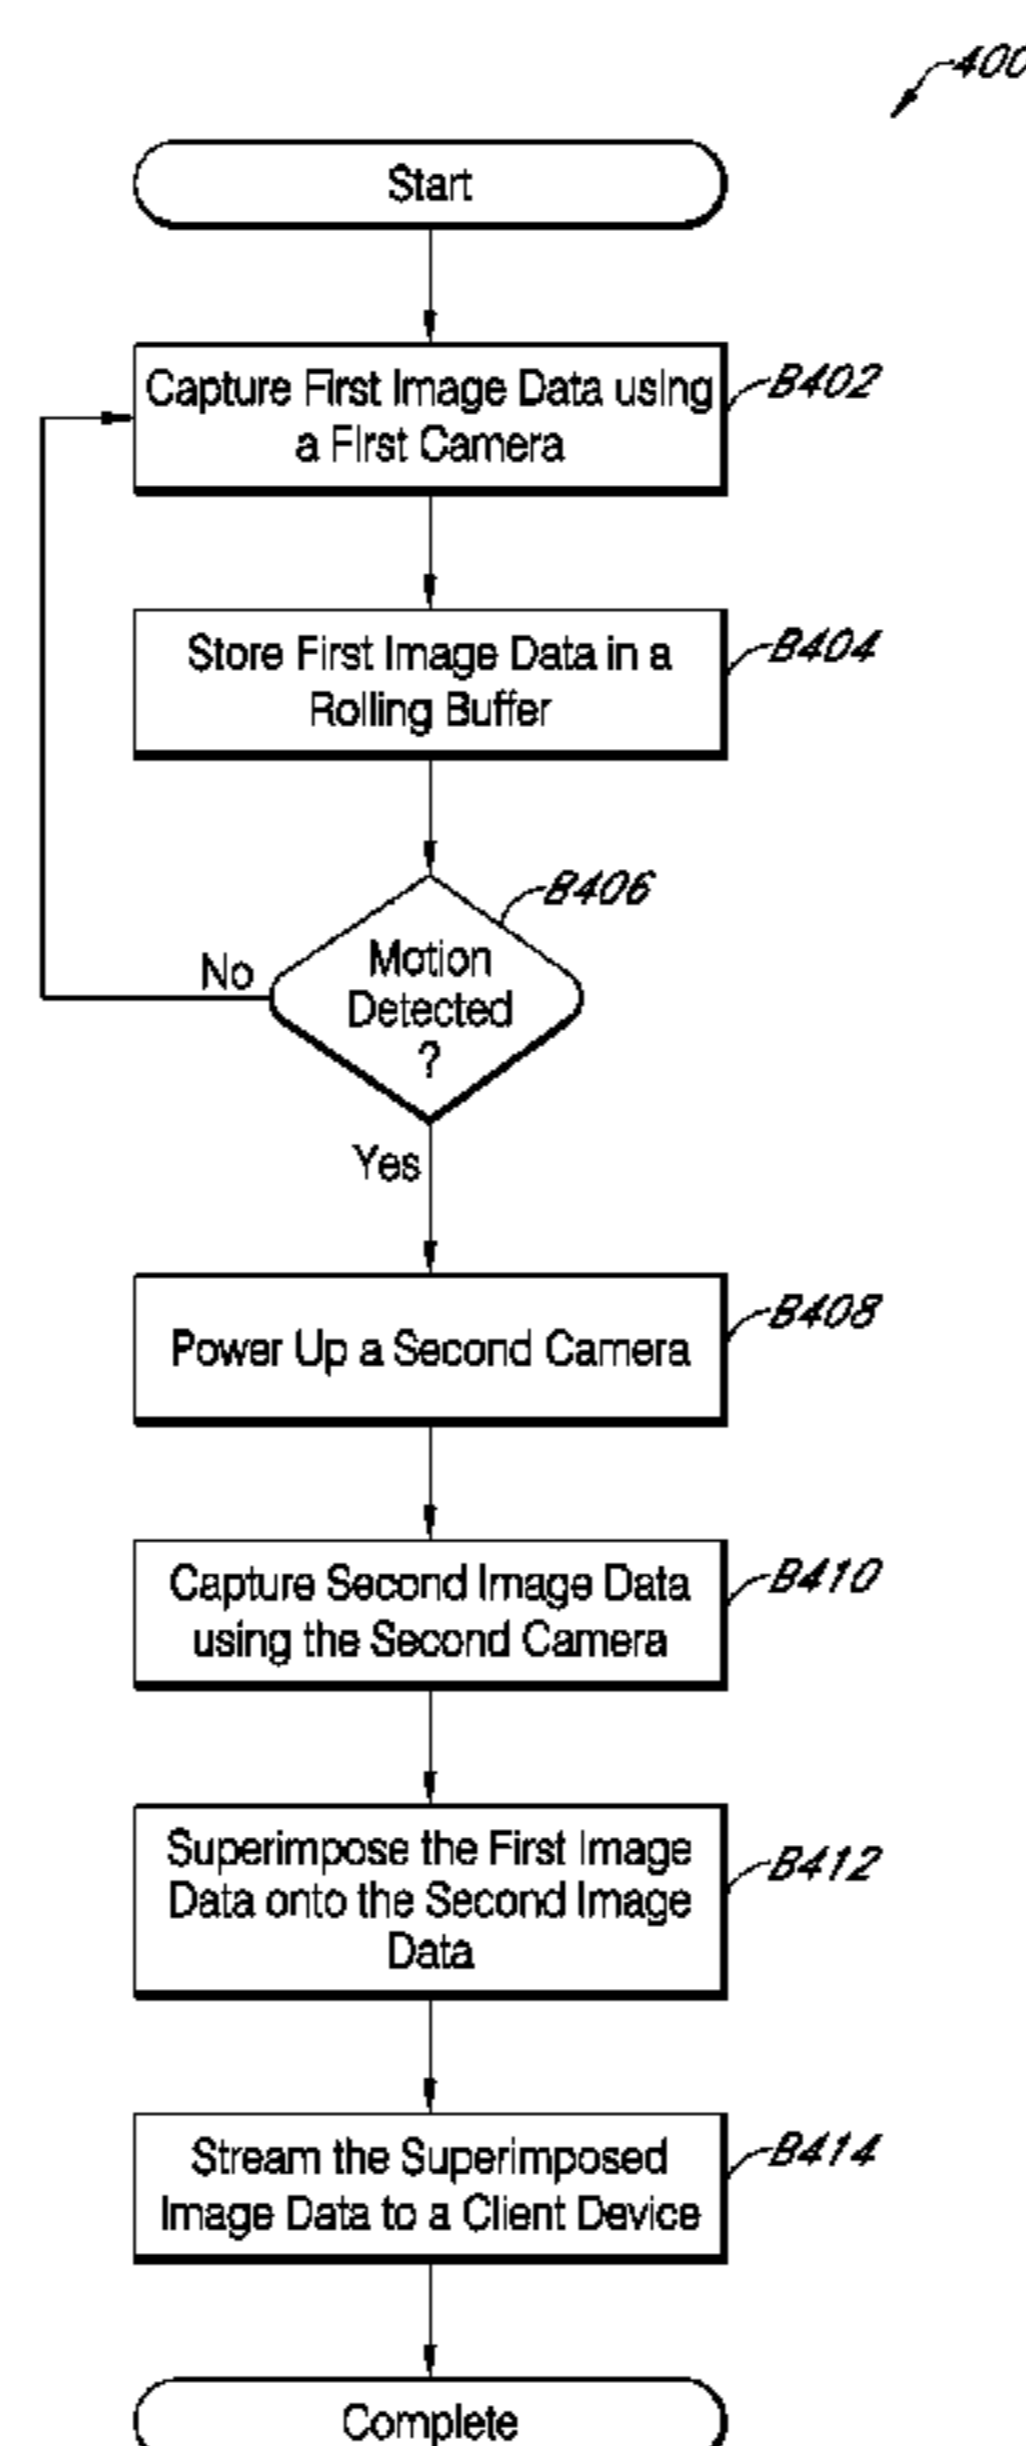 400
Start
Capture First Image Data using
a First Camera
B402
Store First Image Data in a
Rolling Buffer
B404
B406
Motion
Detected
?
No
Yes
Power Up a Second Camera
B408
Capture Second Image Data
using the Second Camera
B410
Superimpose the First Image
Data onto the Second Image
Data
B412
Stream the Superimposed
Image Data to a Client Device
B414
Complete